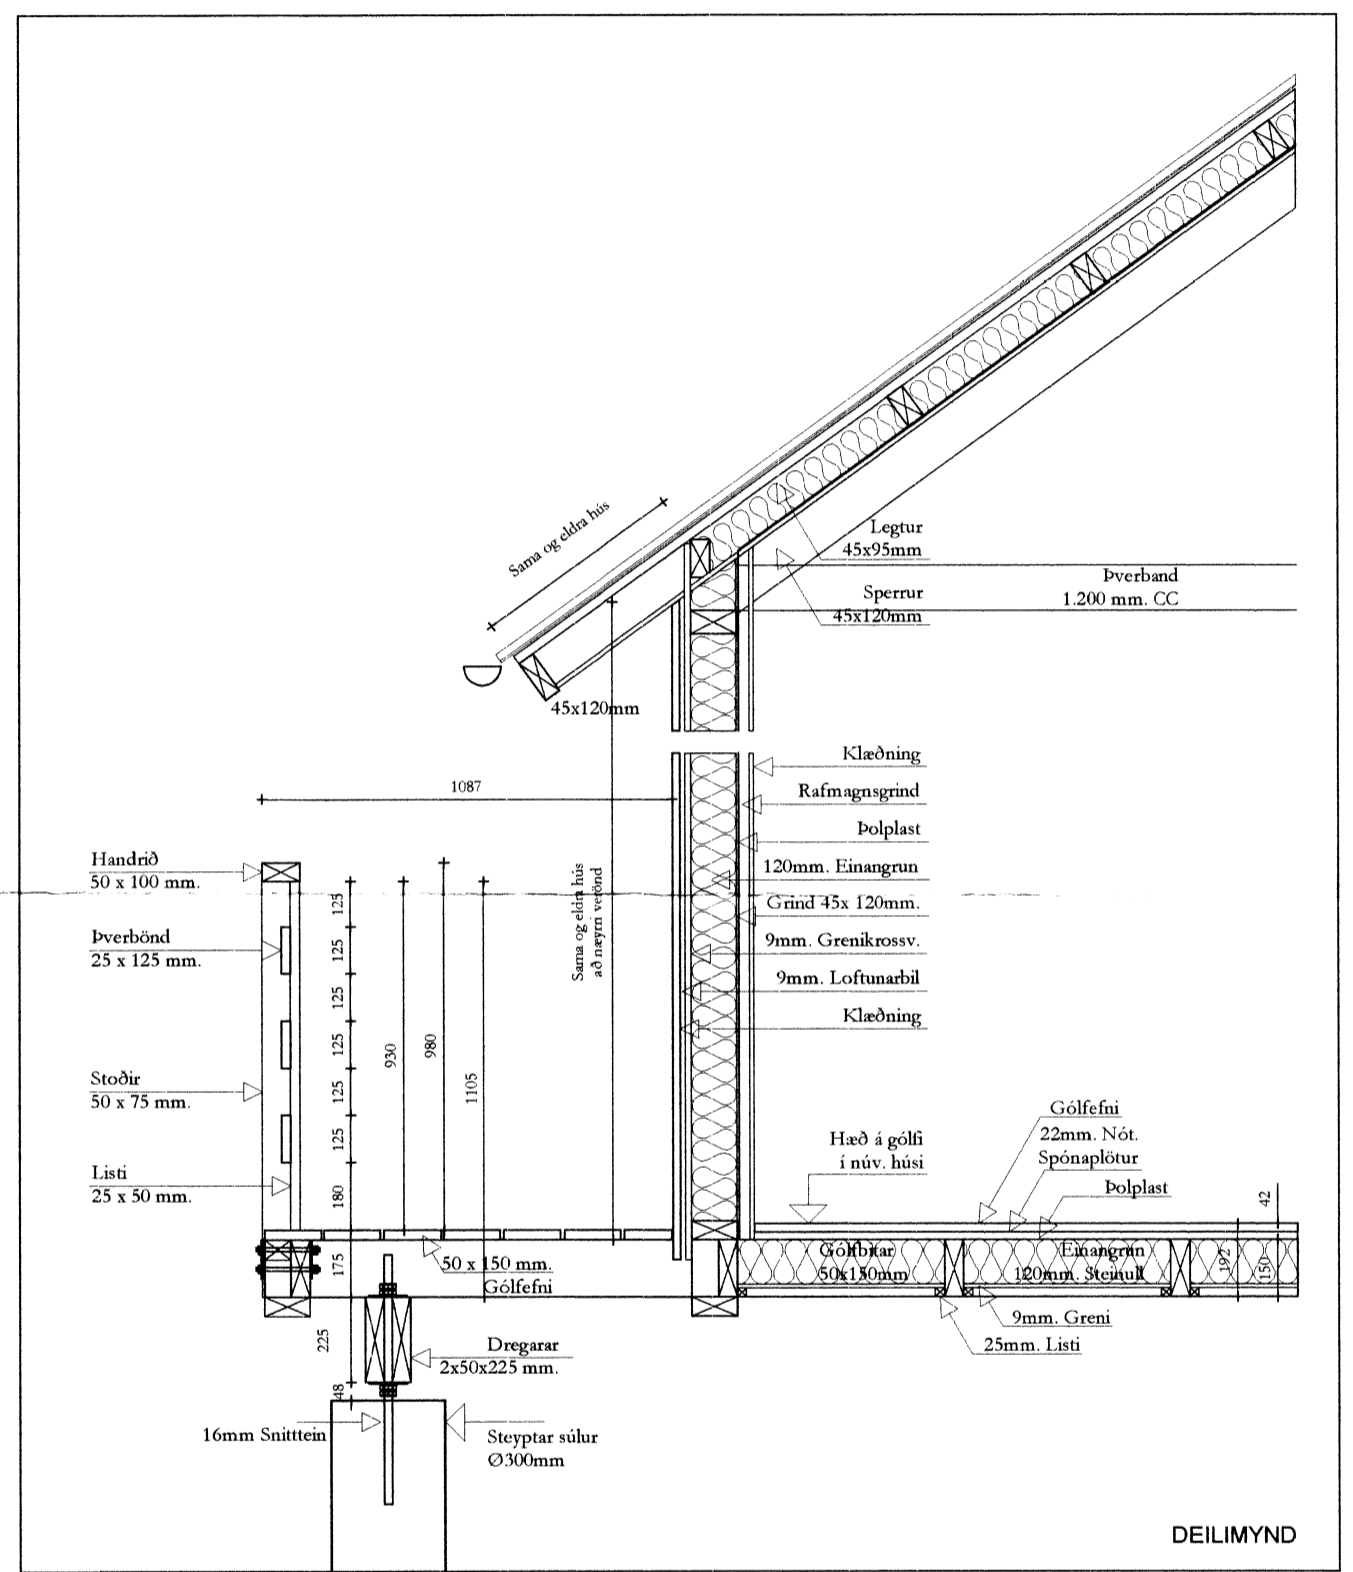 Sama og eldra hús
Legtur
45x95mm
Þverband
1.200 mm. CC
Sperrur
45x120mm
45x120mm
Klæðning
1087
Rafmagnsgrind
Þolplast
Handrið
50 x 100 mm.
120mm. Einangrun
Grind 45x 120mm.
Sama og eldra hús
að næyrn verönd
Þverbönd
25 x 125 mm.
9mm. Grenikrossv.
9mm. Loftunarbil
Klæðning
125
125
125
125
125
125
180
175
225
48
930
980
1105
Stoðir
50 x 75 mm.
Listi
25 x 50 mm.
Hæð á gólfi
í núv. húsi
Gólfefni
22mm. Nót.
Spónaplötur
Þolplast
42
192
150
50 x 150 mm.
Gólfefni
Gólfbitar
50x150mm
Einangrun
120mm. Steinull
9mm. Greni
25mm. Listi
Dregarar
2x50x225 mm.
16mm Snitttein
Steyptar súlur
Ø300mm
DEILIMYND